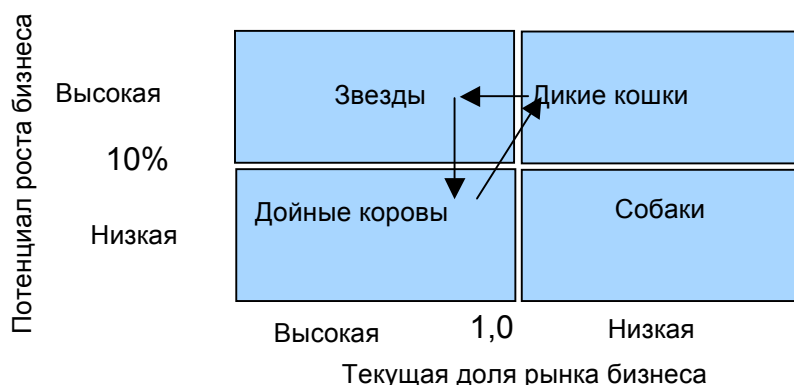 Потенциал роста бизнеса
Высокая
10%
Низкая
Звезды
Дикие кошки
Дойные коровы
Собаки
Высокая
1,0
Низкая
Текущая доля рынка бизнеса